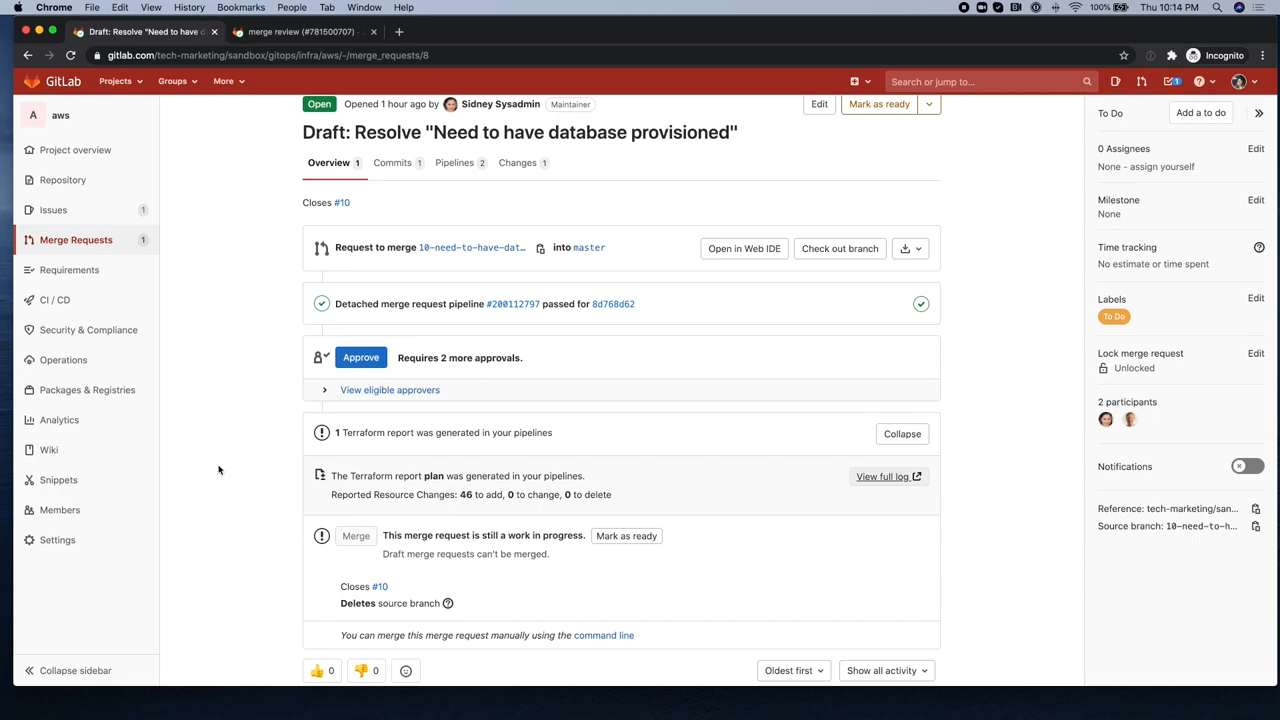 Chrome File Edit View History Bookmarks People Tab Window Help 100% Thu 10:14 PM
Draft: Resolve "Need to have d
merge review (#781500707) ·
gitlab.com/tech-marketing/sandbox/gitops/infra/aws/-/merge_requests/8
Incognito
GitLab Projects Groups More Search or jump to... 1
A aws
Project overview
Repository
Issues 1
Merge Requests 1
Requirements
CI / CD
Security & Compliance
Operations
Packages & Registries
Analytics
Wiki
Snippets
Members
Settings
Collapse sidebar
Open Opened 1 hour ago by Sidney Sysadmin Maintainer Edit Mark as ready
Draft: Resolve "Need to have database provisioned"
Overview 1 Commits 1 Pipelines 2 Changes 1
Closes #10
Request to merge 10-need-to-have-dat… into master Open in Web IDE Check out branch
Detached merge request pipeline #200112797 passed for 8d768d62
Approve Requires 2 more approvals.
View eligible approvers
1 Terraform report was generated in your pipelines Collapse
The Terraform report plan was generated in your pipelines. View full log
Reported Resource Changes: 46 to add, 0 to change, 0 to delete
Merge This merge request is still a work in progress. Mark as ready
Draft merge requests can't be merged.
Closes #10
Deletes source branch
You can merge this merge request manually using the command line
👍 0 👎 0 Oldest first Show all activity
To Do Add a to do
0 Assignees Edit
None - assign yourself
Milestone Edit
None
Time tracking
No estimate or time spent
Labels Edit
To Do
Lock merge request Edit
Unlocked
2 participants
Notifications
Reference: tech-marketing/san...
Source branch: 10-need-to-h...